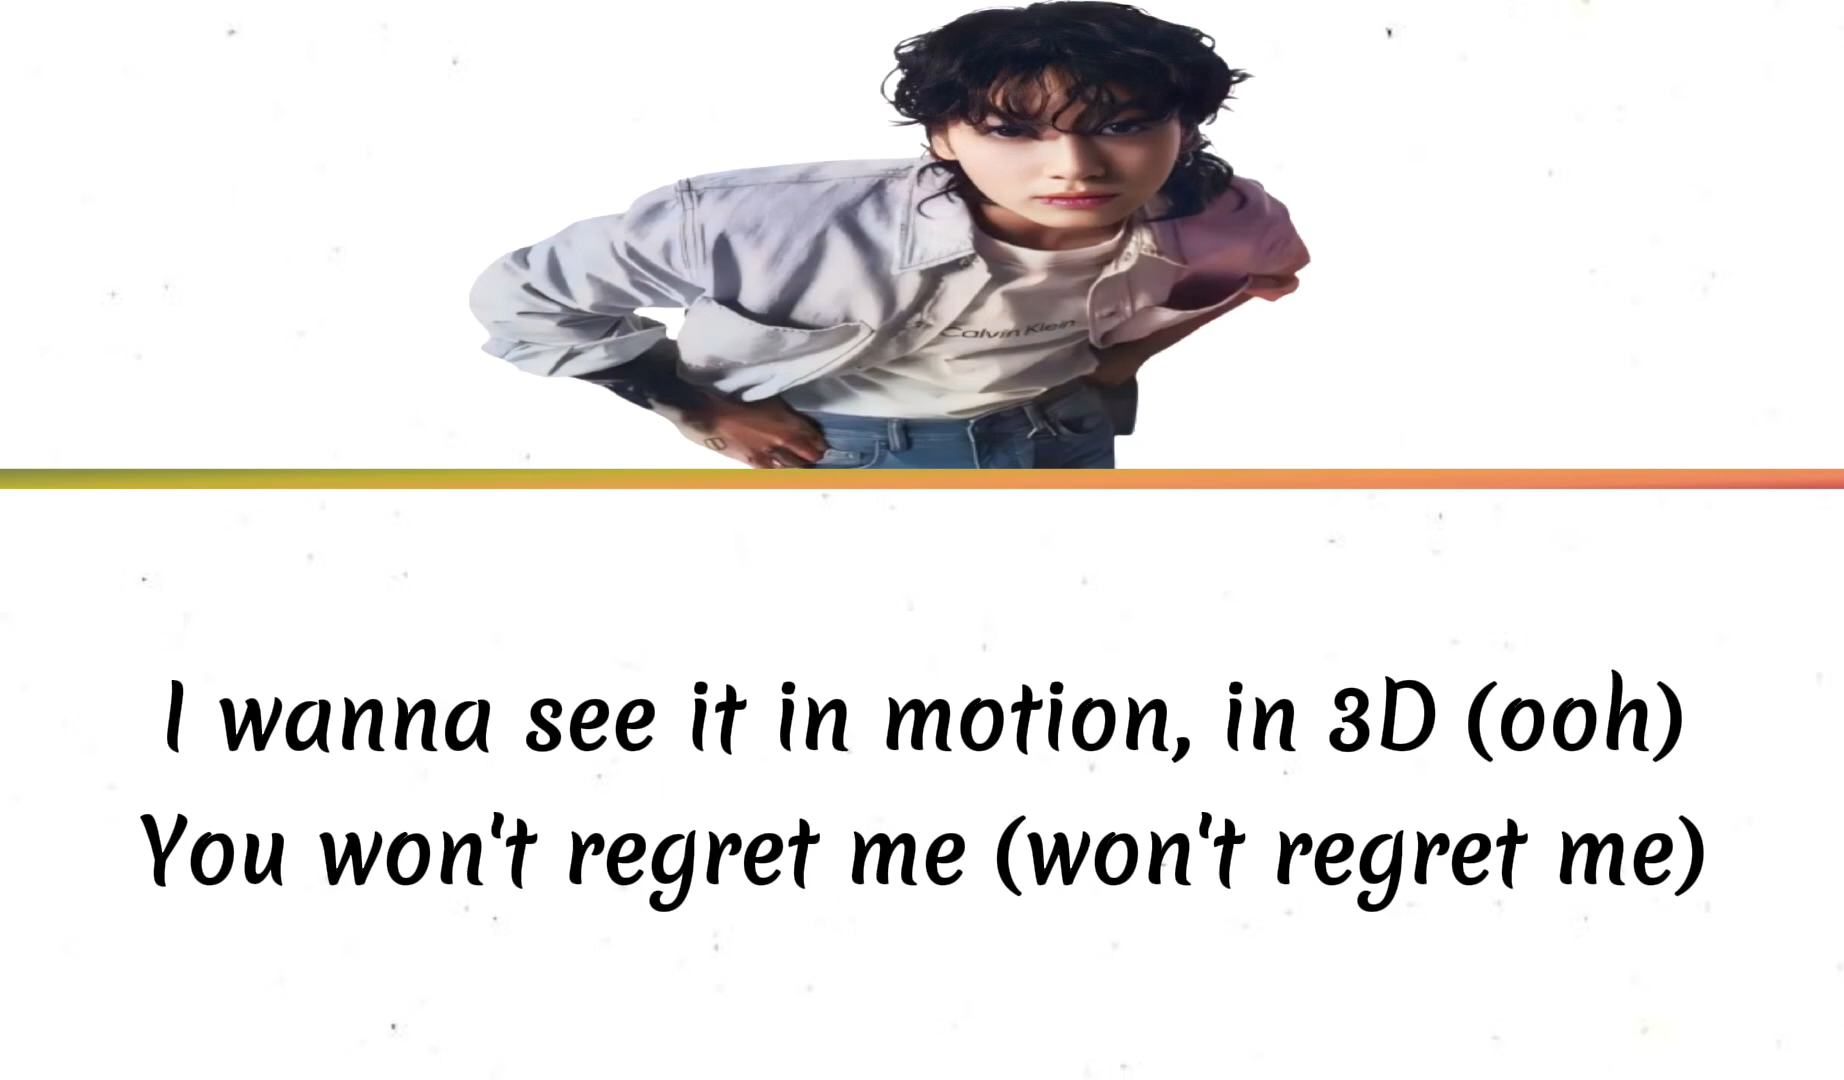 Calvin Klein
I wanna see it in motion, in 3D (ooh)
You won't regret me (won't regret me)